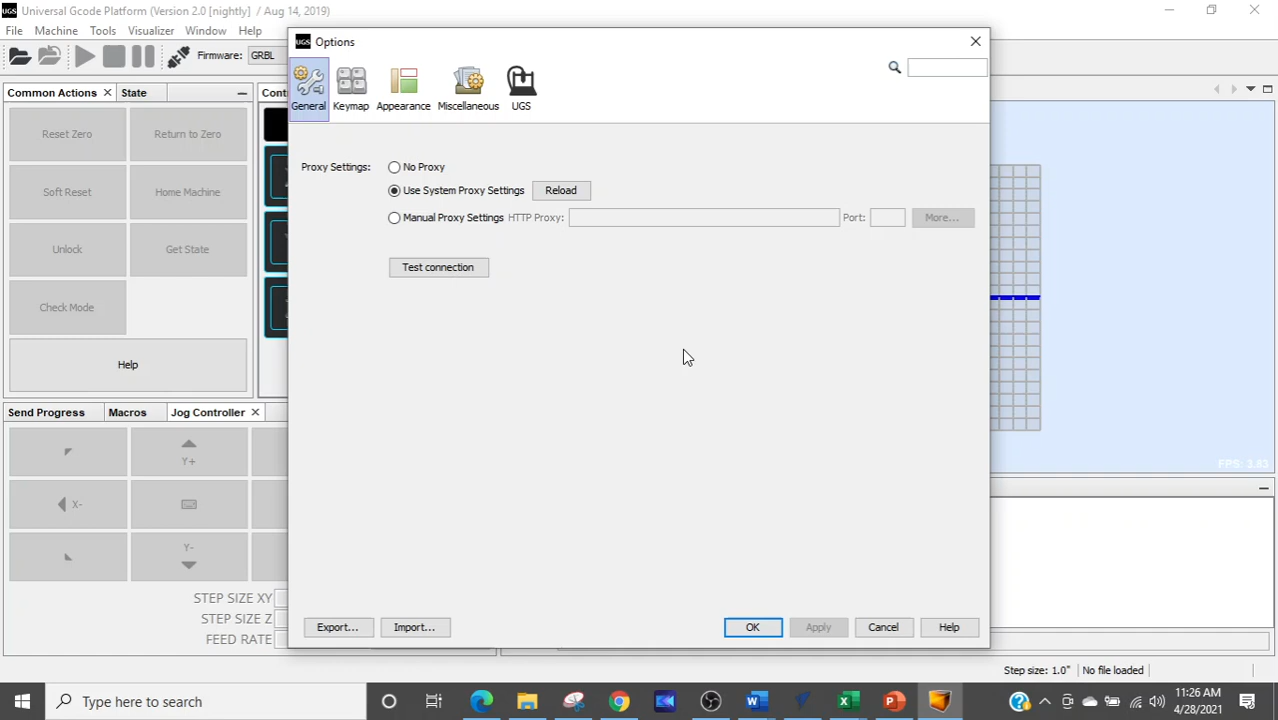 UGS Universal Gcode Platform (Version 2.0 [nightly] / Aug 14, 2019)
File Machine Tools Visualizer Window Help
Firmware: GRBL
Common Actions State
Reset Zero Return to Zero
Soft Reset Home Machine
Unlock Get State
Check Mode
Help
Send Progress Macros Jog Controller
Y+
X-
Y-
STEP SIZE XY
STEP SIZE Z
FEED RATE
UGS Options
General Keymap Appearance Miscellaneous UGS
Proxy Settings: No Proxy
Use System Proxy Settings Reload
Manual Proxy Settings HTTP Proxy: Port: More...
Test connection
Export... Import... OK Apply Cancel Help
FPS: 3.83
Step size: 1.0" No file loaded
Type here to search
11:26 AM
4/28/2021